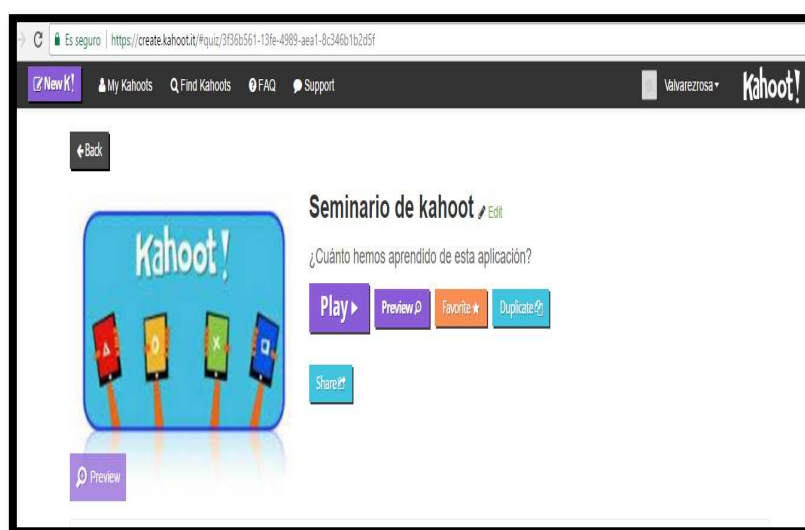 Es seguro | https://create.kahoot.it/#quiz/3f36b561-13fe-4989-aea1-8c346b1b2d5f
New K! My Kahoots Find Kahoots FAQ Support Valvarezrosa Kahoot!
Back
Seminario de kahoot Edit
¿Cuánto hemos aprendido de esta aplicación?
Kahoot!
Play Preview Favorite Duplicate
Share
Preview